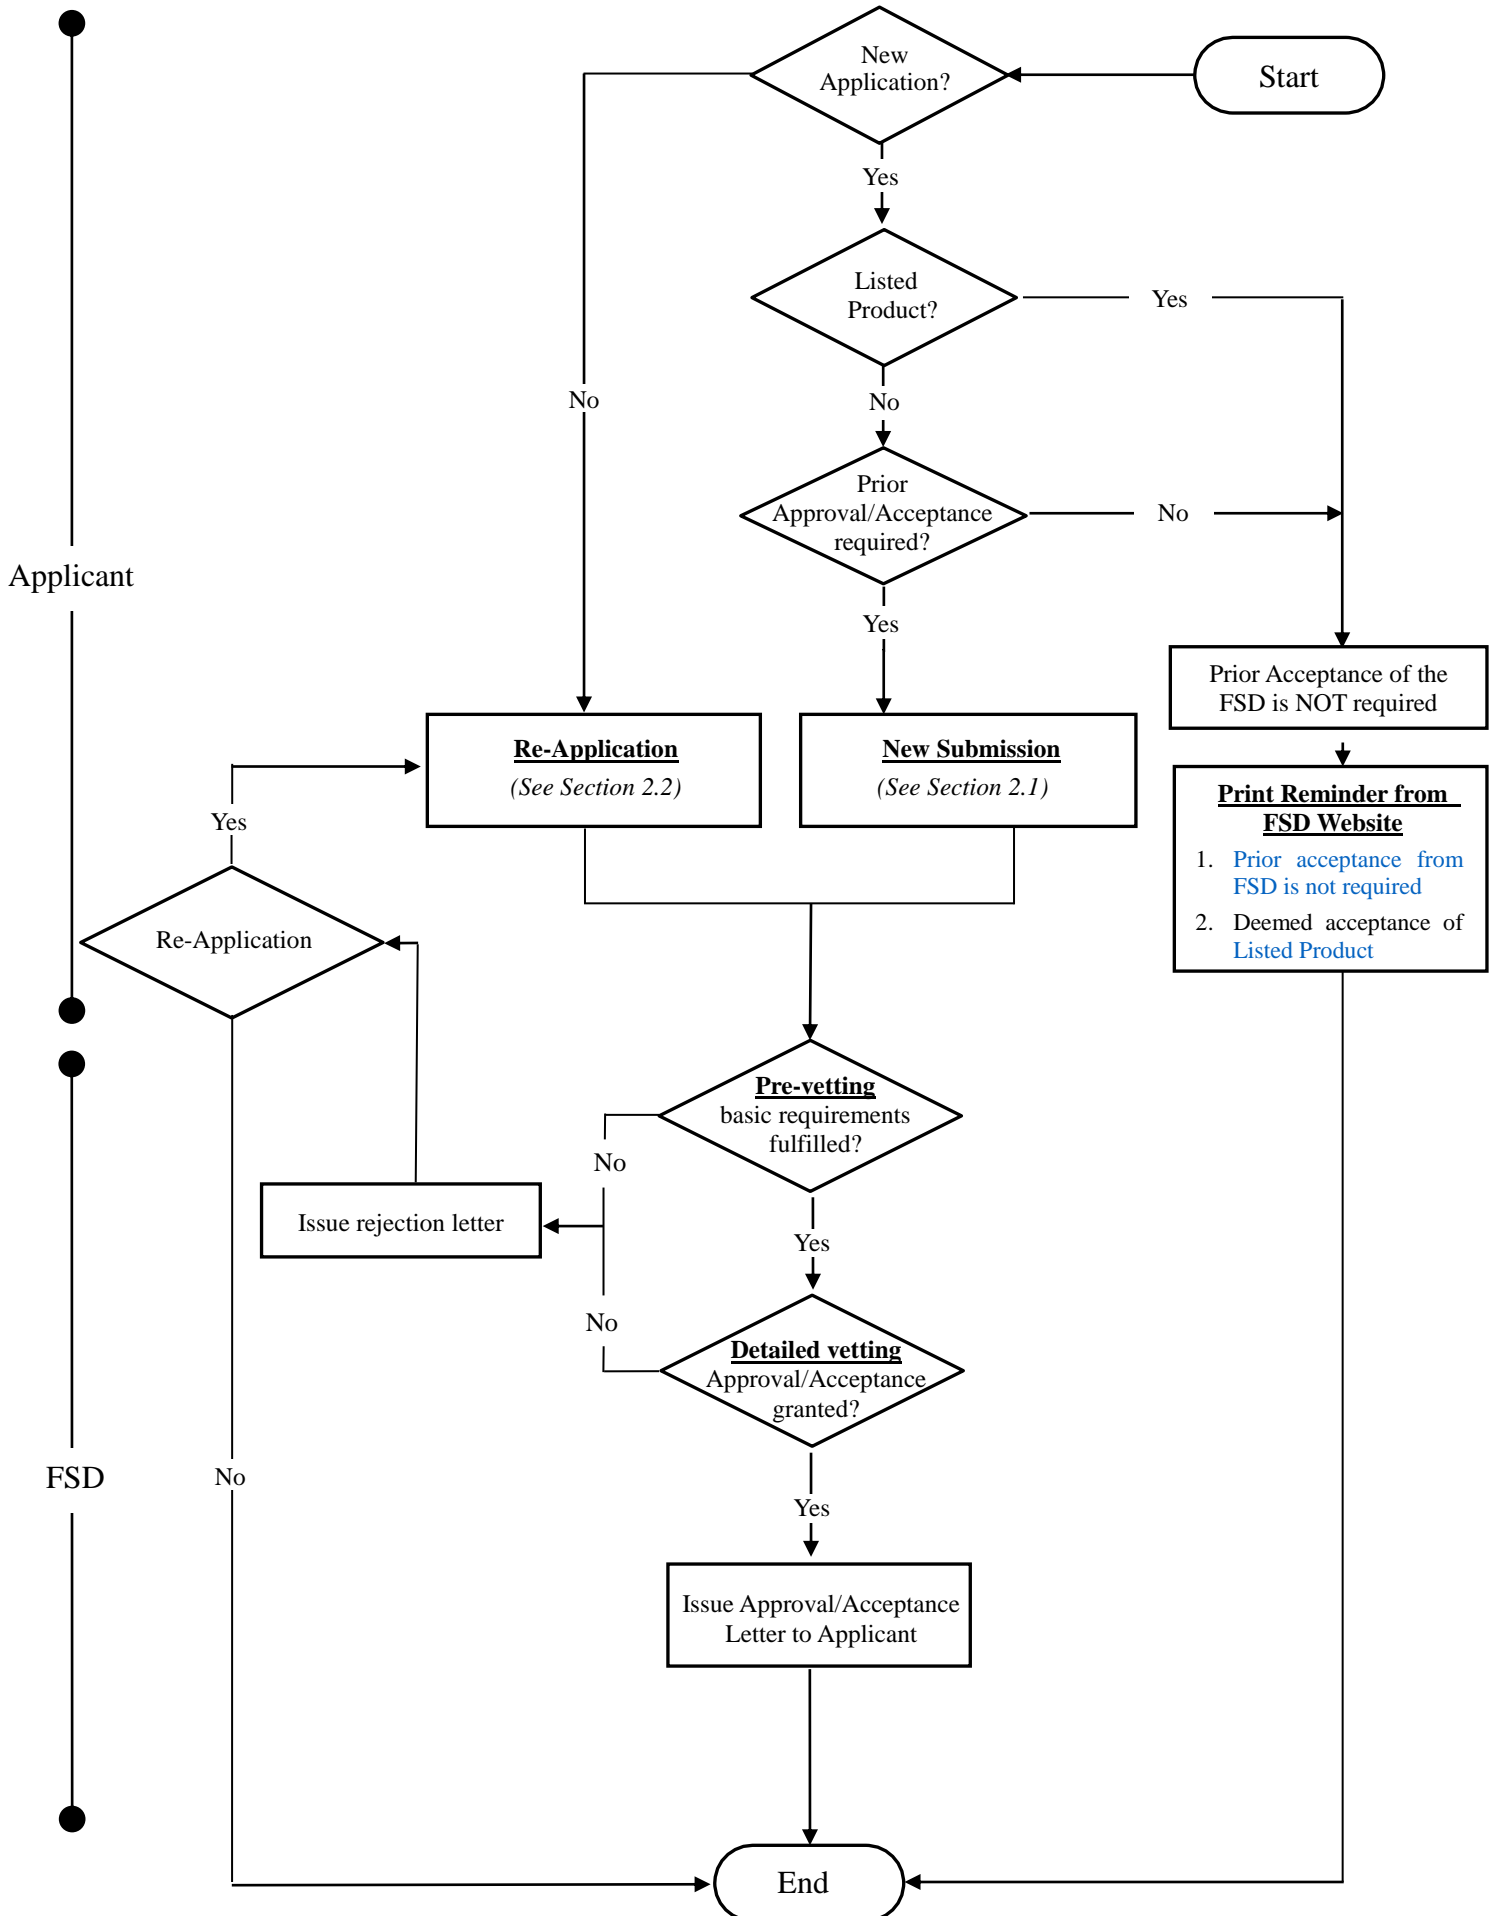 New
Application?
Start
Yes
Listed
Product?
Yes
No
No
Prior
Approval/Acceptance
required?
No
Applicant
Yes
Prior Acceptance of the
FSD is NOT required
Re-Application
(See Section 2.2)
New Submission
(See Section 2.1)
Print Reminder from
FSD Website
1. Prior acceptance from
FSD is not required
2. Deemed acceptance of
Listed Product
Yes
Re-Application
Pre-vetting
basic requirements
fulfilled?
No
Issue rejection letter
Yes
No
Detailed vetting
Approval/Acceptance
granted?
FSD
No
Yes
Issue Approval/Acceptance
Letter to Applicant
End